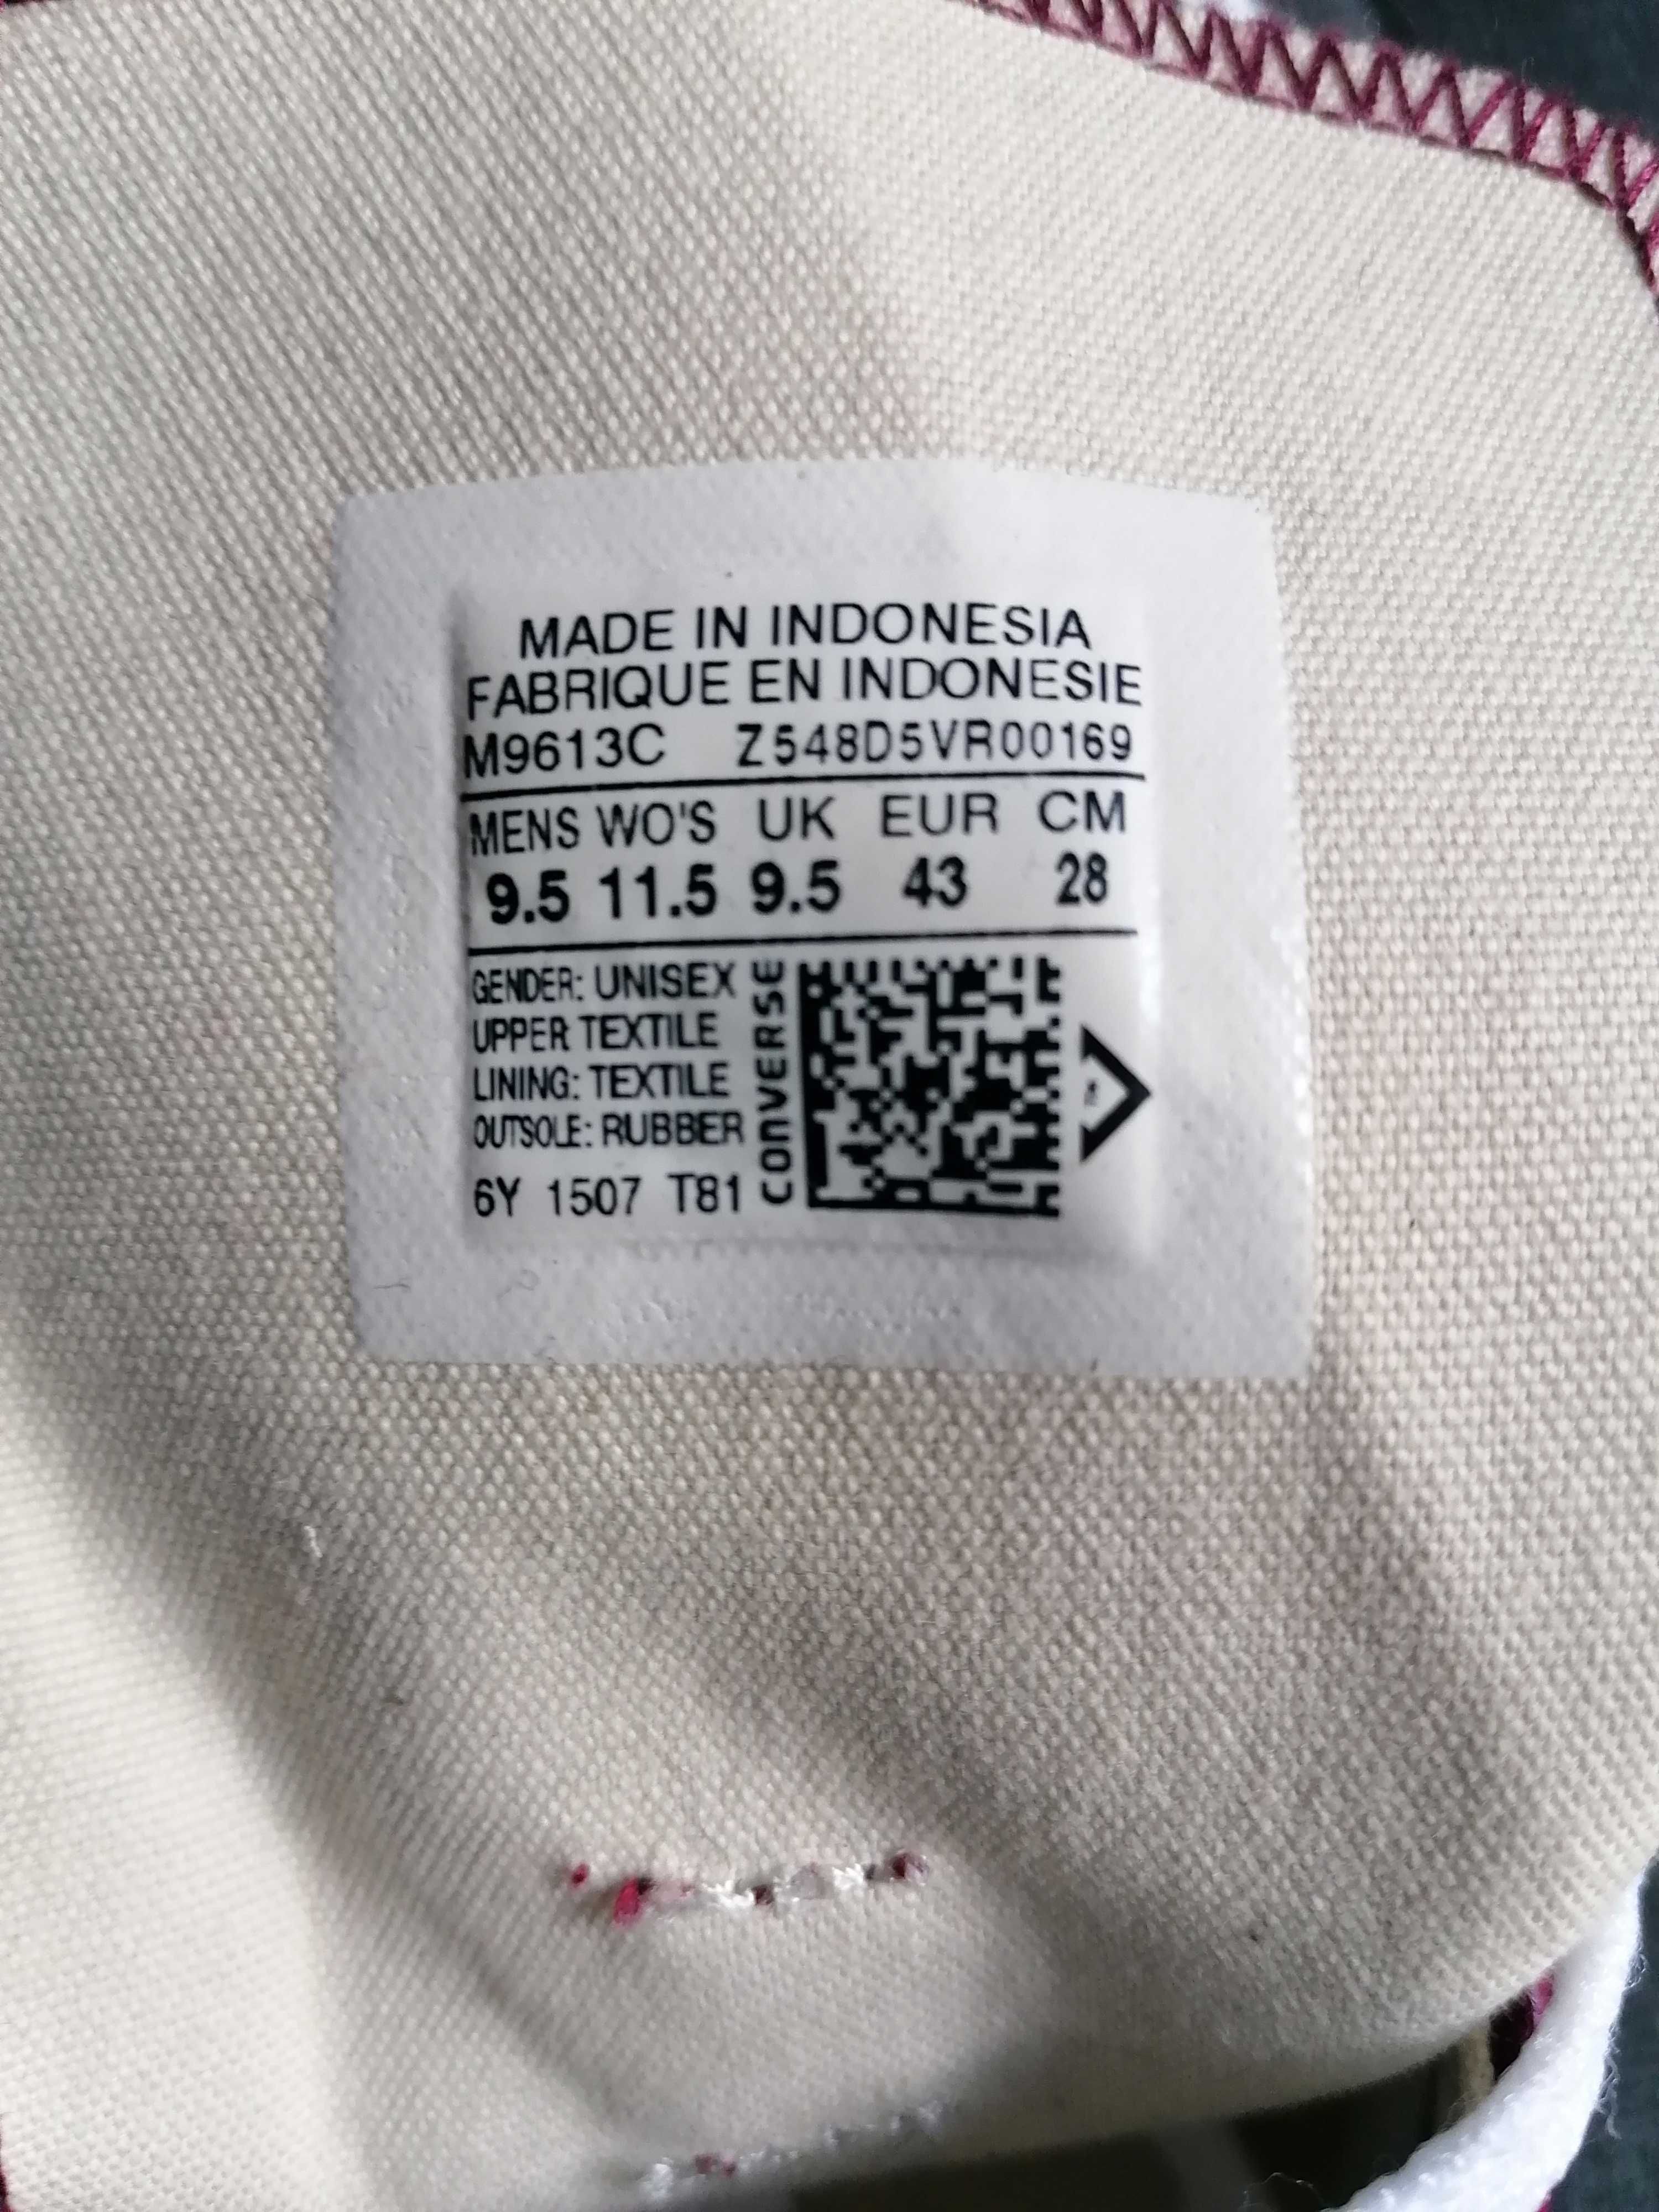 MADE IN INDONESIA
FABRIQUE EN INDONESIE
M9613C Z548D5VR00169
MENS WO'S UK EUR CM
9.5 11.5 9.5 43 28
GENDER: UNISEX
UPPER TEXTILE
LINING: TEXTILE
OUTSOLE: RUBBER
6Y 1507 T81
CONVERSE